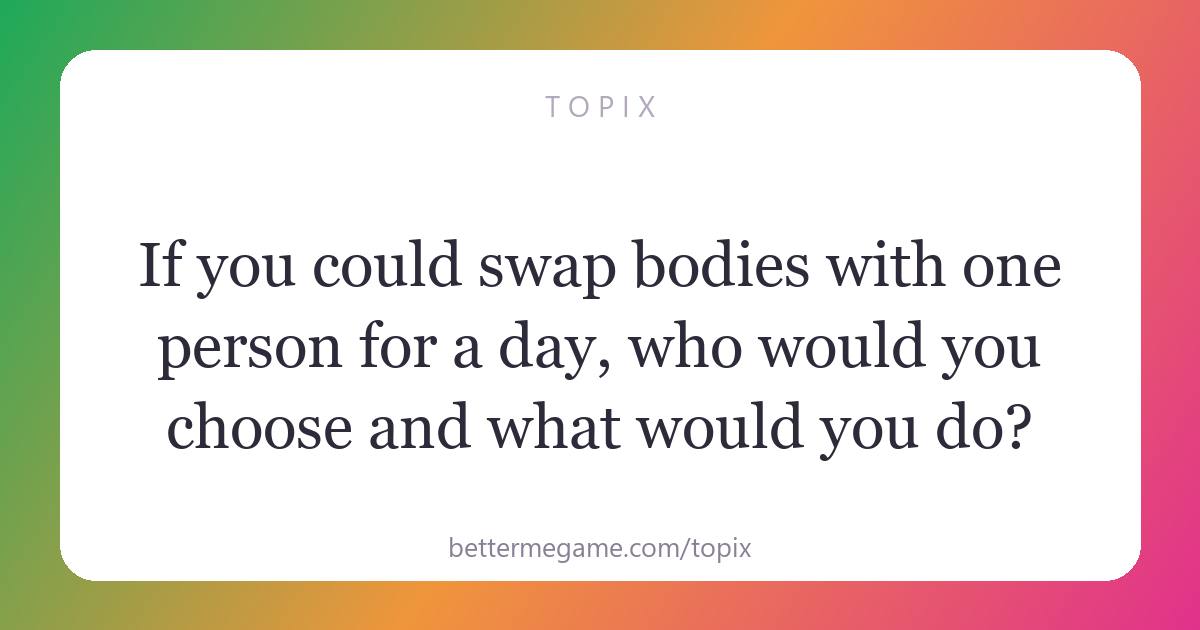 TOPIX
If you could swap bodies with one
person for a day, who would you
choose and what would you do?
bettermegame.com/topix